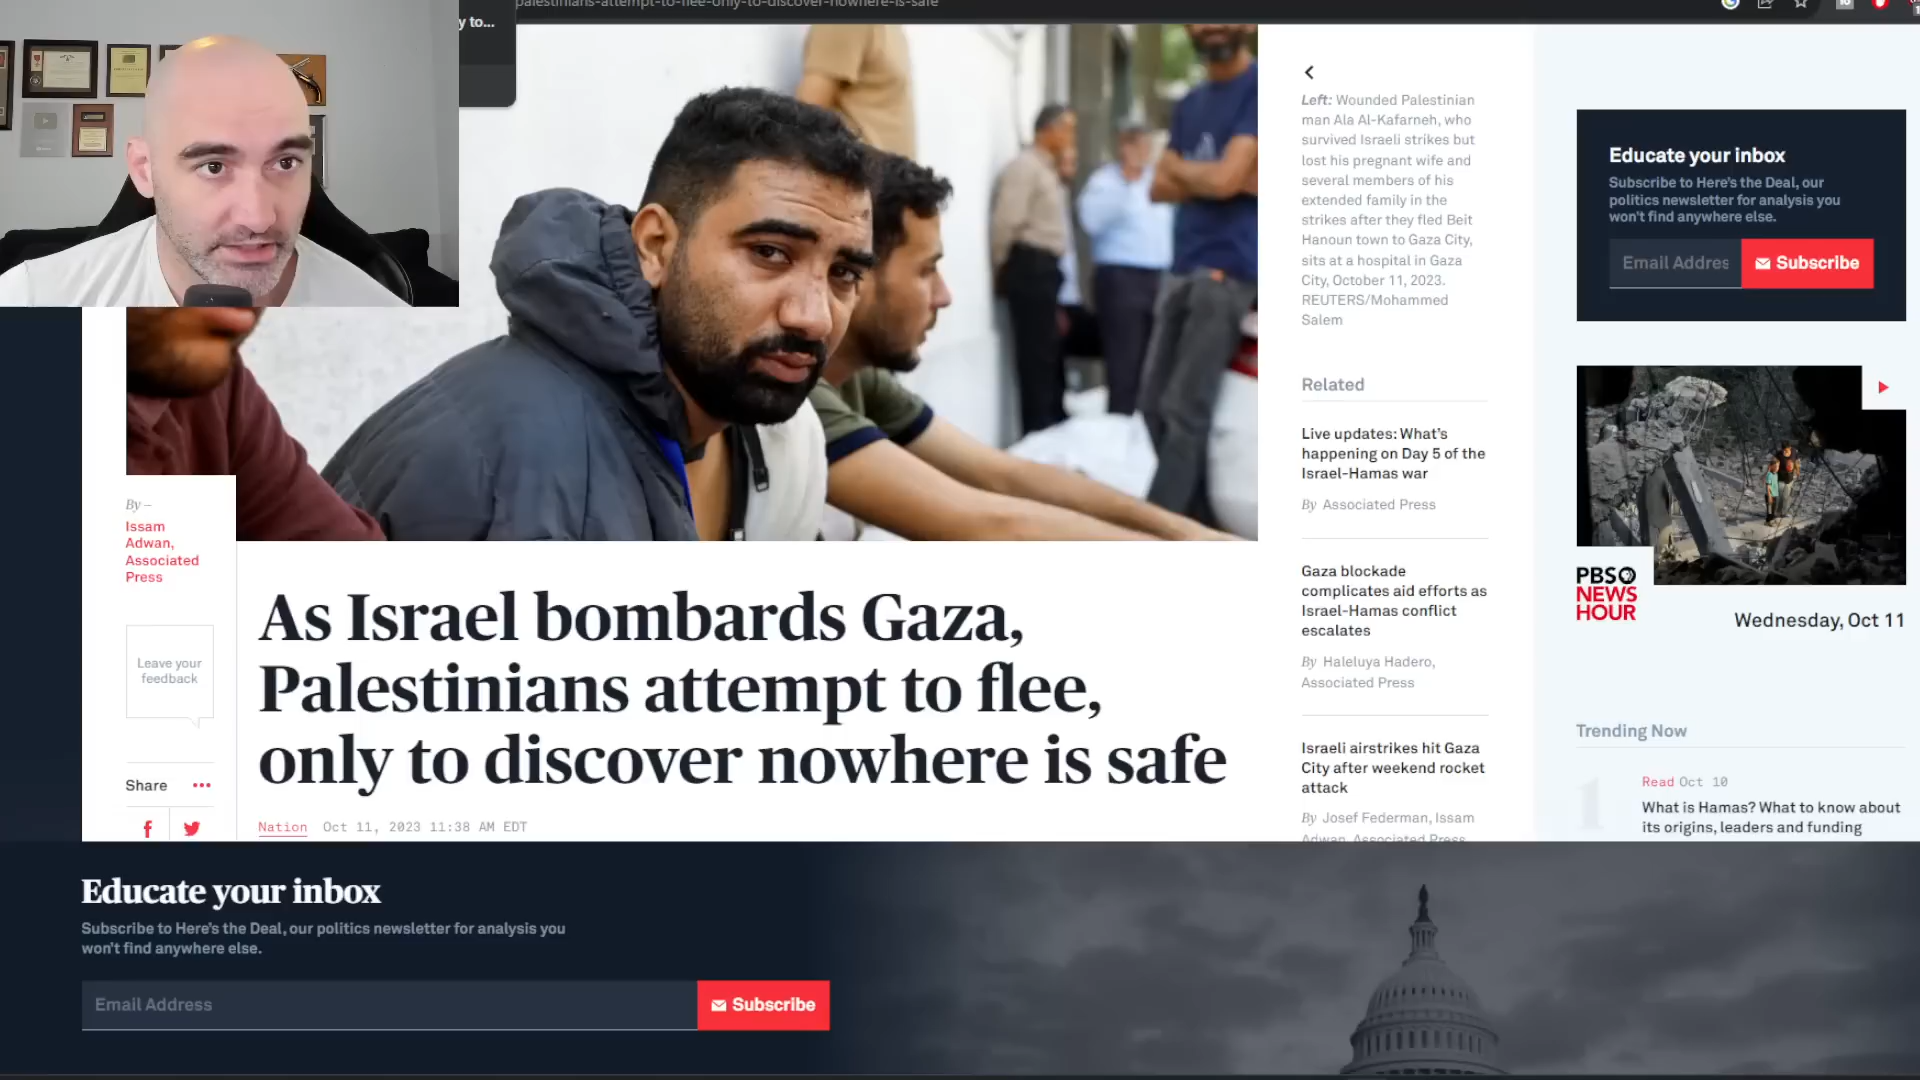 y to...
palestinians-attempt-to-flee-only-to-discover-nowhere-is-safe
Left: Wounded Palestinian
man Ala Al-Kafarneh, who
survived Israeli strikes but
lost his pregnant wife and
several members of his
extended family in the
strikes after they fled Beit
Hanoun town to Gaza City,
sits at a hospital in Gaza
City, October 11, 2023.
REUTERS/Mohammed
Salem
Related
Live updates: What's
happening on Day 5 of the
Israel-Hamas war
By Associated Press
Gaza blockade
complicates aid efforts as
Israel-Hamas conflict
escalates
By Haleluya Hadero,
Associated Press
Israeli airstrikes hit Gaza
City after weekend rocket
attack
By Josef Federman, Issam
Adwan, Associated Press
Educate your inbox
Subscribe to Here's the Deal, our
politics newsletter for analysis you
won't find anywhere else.
Email Addres
Subscribe
PBS
NEWS
HOUR
Wednesday, Oct 11
Trending Now
1
Read Oct 10
What is Hamas? What to know about
its origins, leaders and funding
By –
Issam
Adwan,
Associated
Press
Leave your
feedback
Share
As Israel bombards Gaza,
Palestinians attempt to flee,
only to discover nowhere is safe
Nation Oct 11, 2023 11:38 AM EDT
Educate your inbox
Subscribe to Here's the Deal, our politics newsletter for analysis you
won't find anywhere else.
Email Address
Subscribe